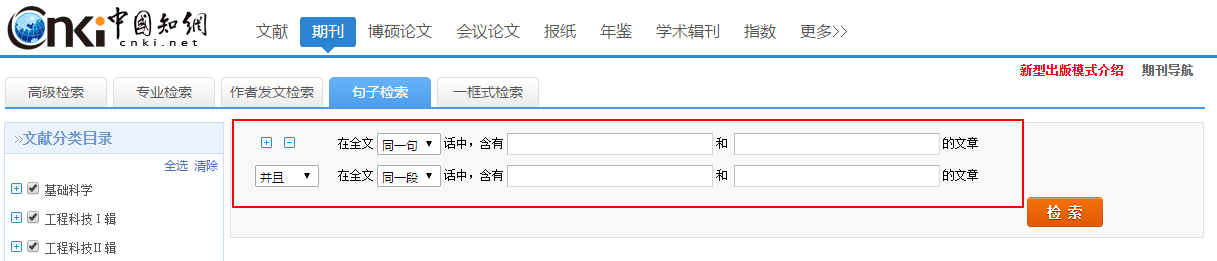 cnki 中國知網
cnki.net
文献 期刊 博硕论文 会议论文 报纸 年鉴 学术辑刊 指数 更多>>
新型出版模式介绍 期刊导航
高级检索 专业检索 作者发文检索 句子检索 一框式检索
»文献分类目录
全选 清除
基础科学
工程科技Ⅰ辑
工程科技II辑
在全文 同一句 话中，含有 和 的文章
并且 在全文 同一段 话中，含有 和 的文章
检 索